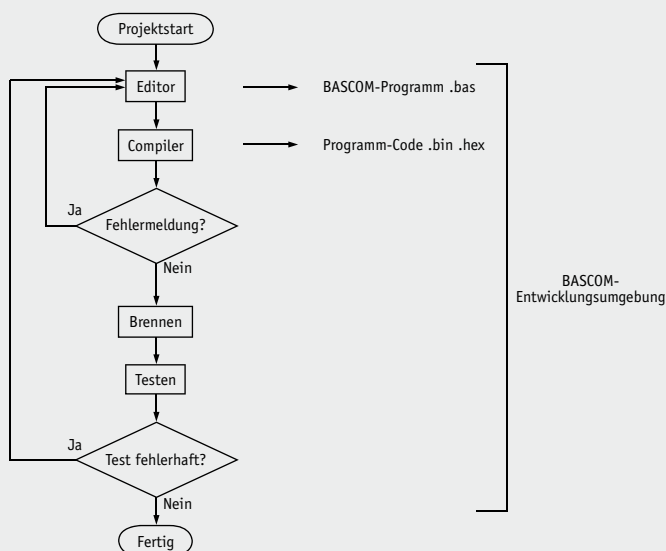 Projektstart
Editor
BASCOM-Programm .bas
Compiler
Programm-Code .bin .hex
Ja
Fehlermeldung?
Nein
BASCOM-
Entwicklungsumgebung
Brennen
Testen
Ja
Test fehlerhaft?
Nein
Fertig